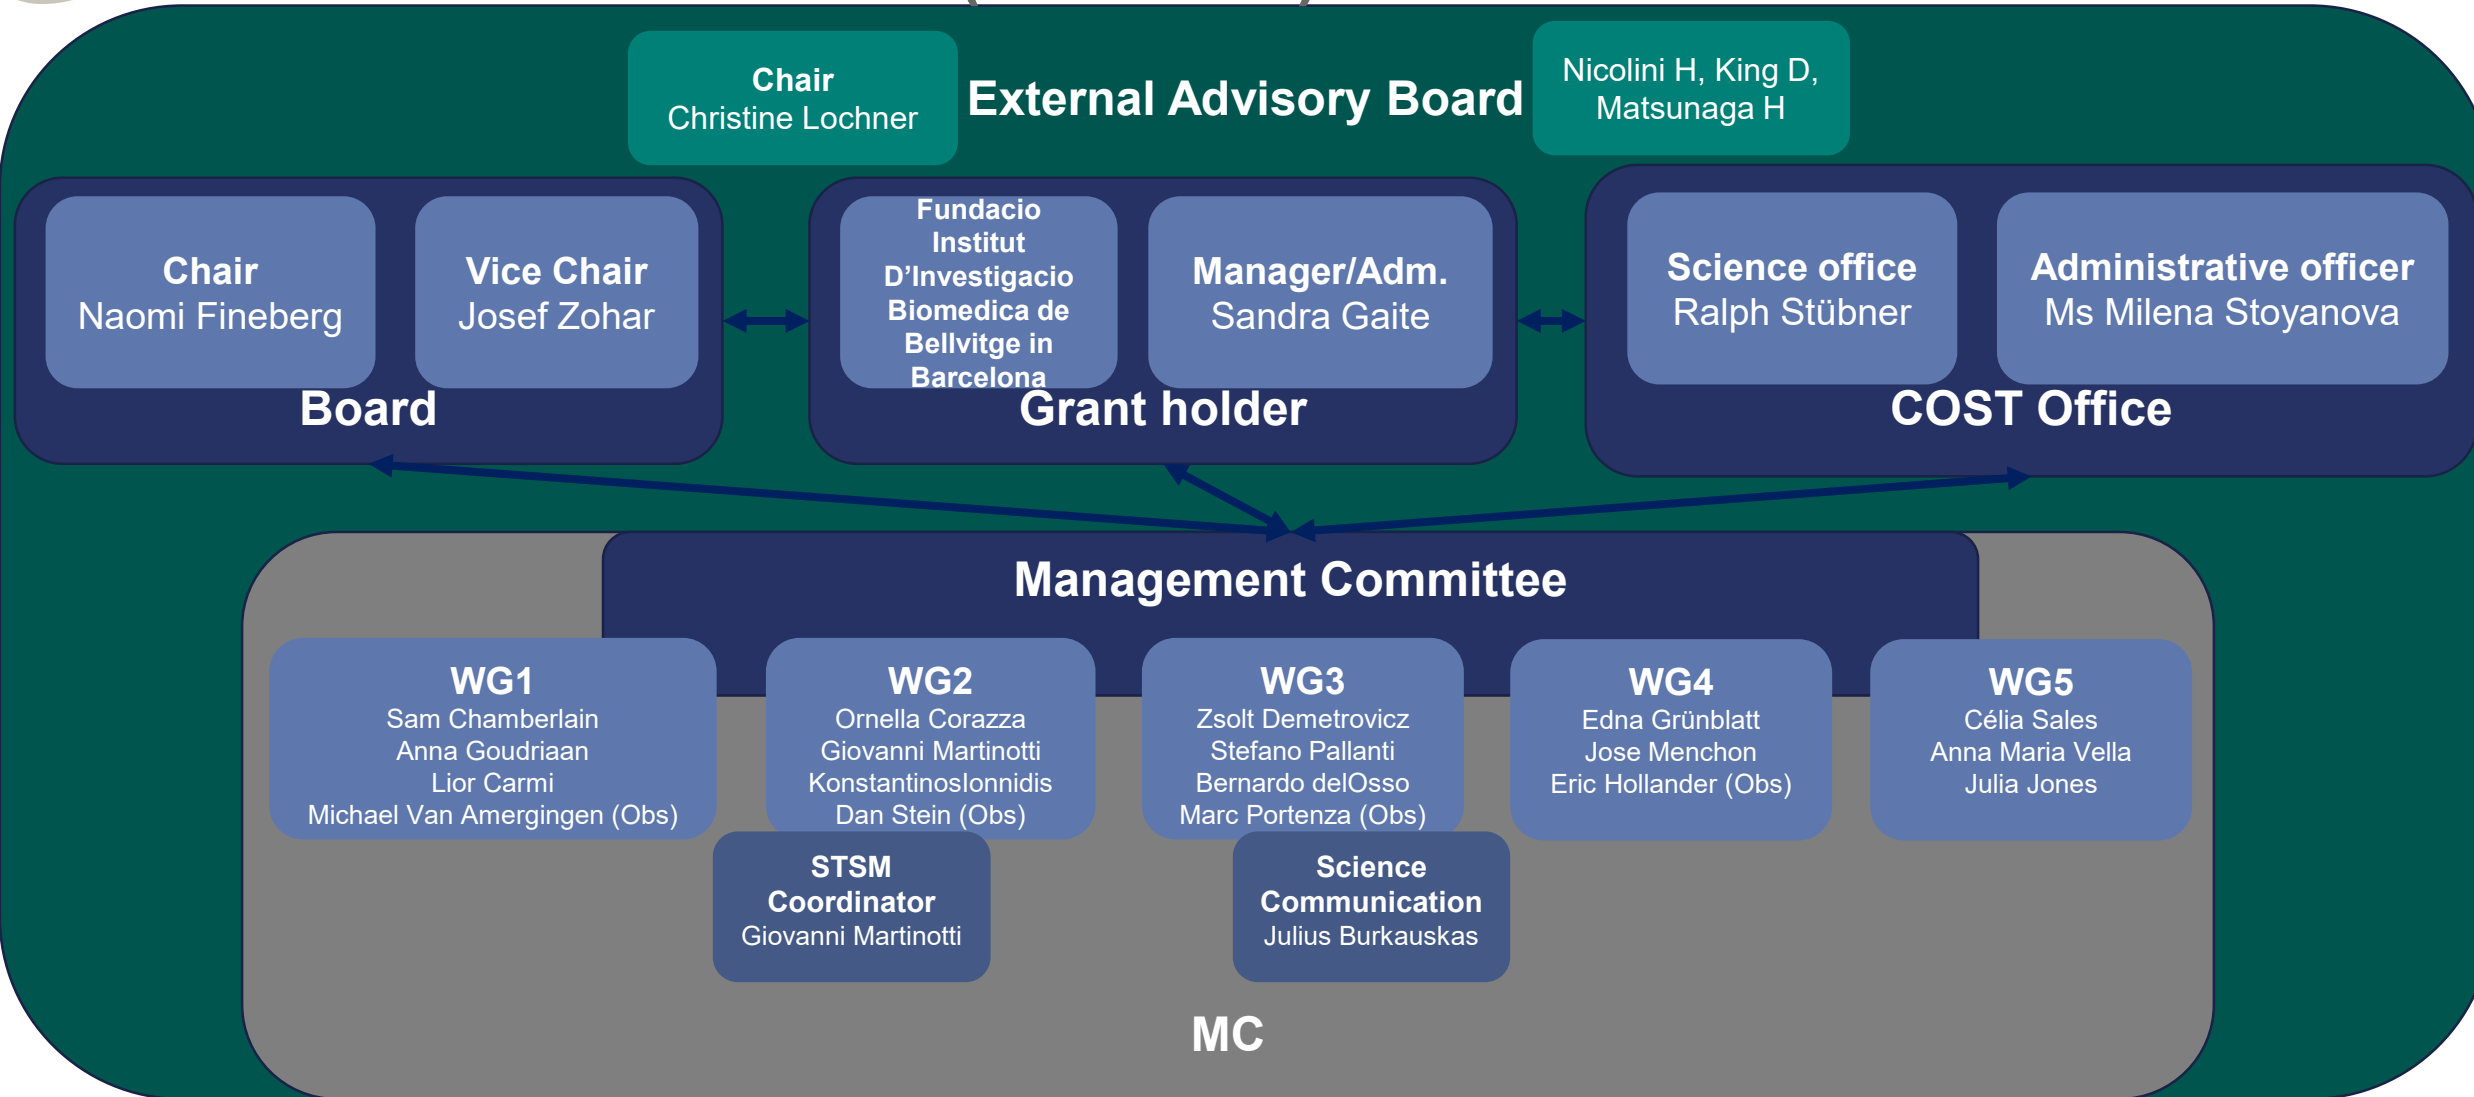 Chair
Christine Lochner
External Advisory Board
Nicolini H, King D,
Matsunaga H
Chair
Naomi Fineberg
Vice Chair
Josef Zohar
Board
Fundacio
Institut
D’Investigacio
Biomedica de
Bellvitge in
Barcelona
Manager/Adm.
Sandra Gaite
Grant holder
Science office
Ralph Stübner
Administrative officer
Ms Milena Stoyanova
COST Office
Management Committee
WG1
Sam Chamberlain
Anna Goudriaan
Lior Carmi
Michael Van Amergingen (Obs)
WG2
Ornella Corazza
Giovanni Martinotti
KonstantinosIonnidis
Dan Stein (Obs)
WG3
Zsolt Demetrovicz
Stefano Pallanti
Bernardo delOsso
Marc Portenza (Obs)
WG4
Edna Grünblatt
Jose Menchon
Eric Hollander (Obs)
WG5
Célia Sales
Anna Maria Vella
Julia Jones
STSM
Coordinator
Giovanni Martinotti
Science
Communication
Julius Burkauskas
MC